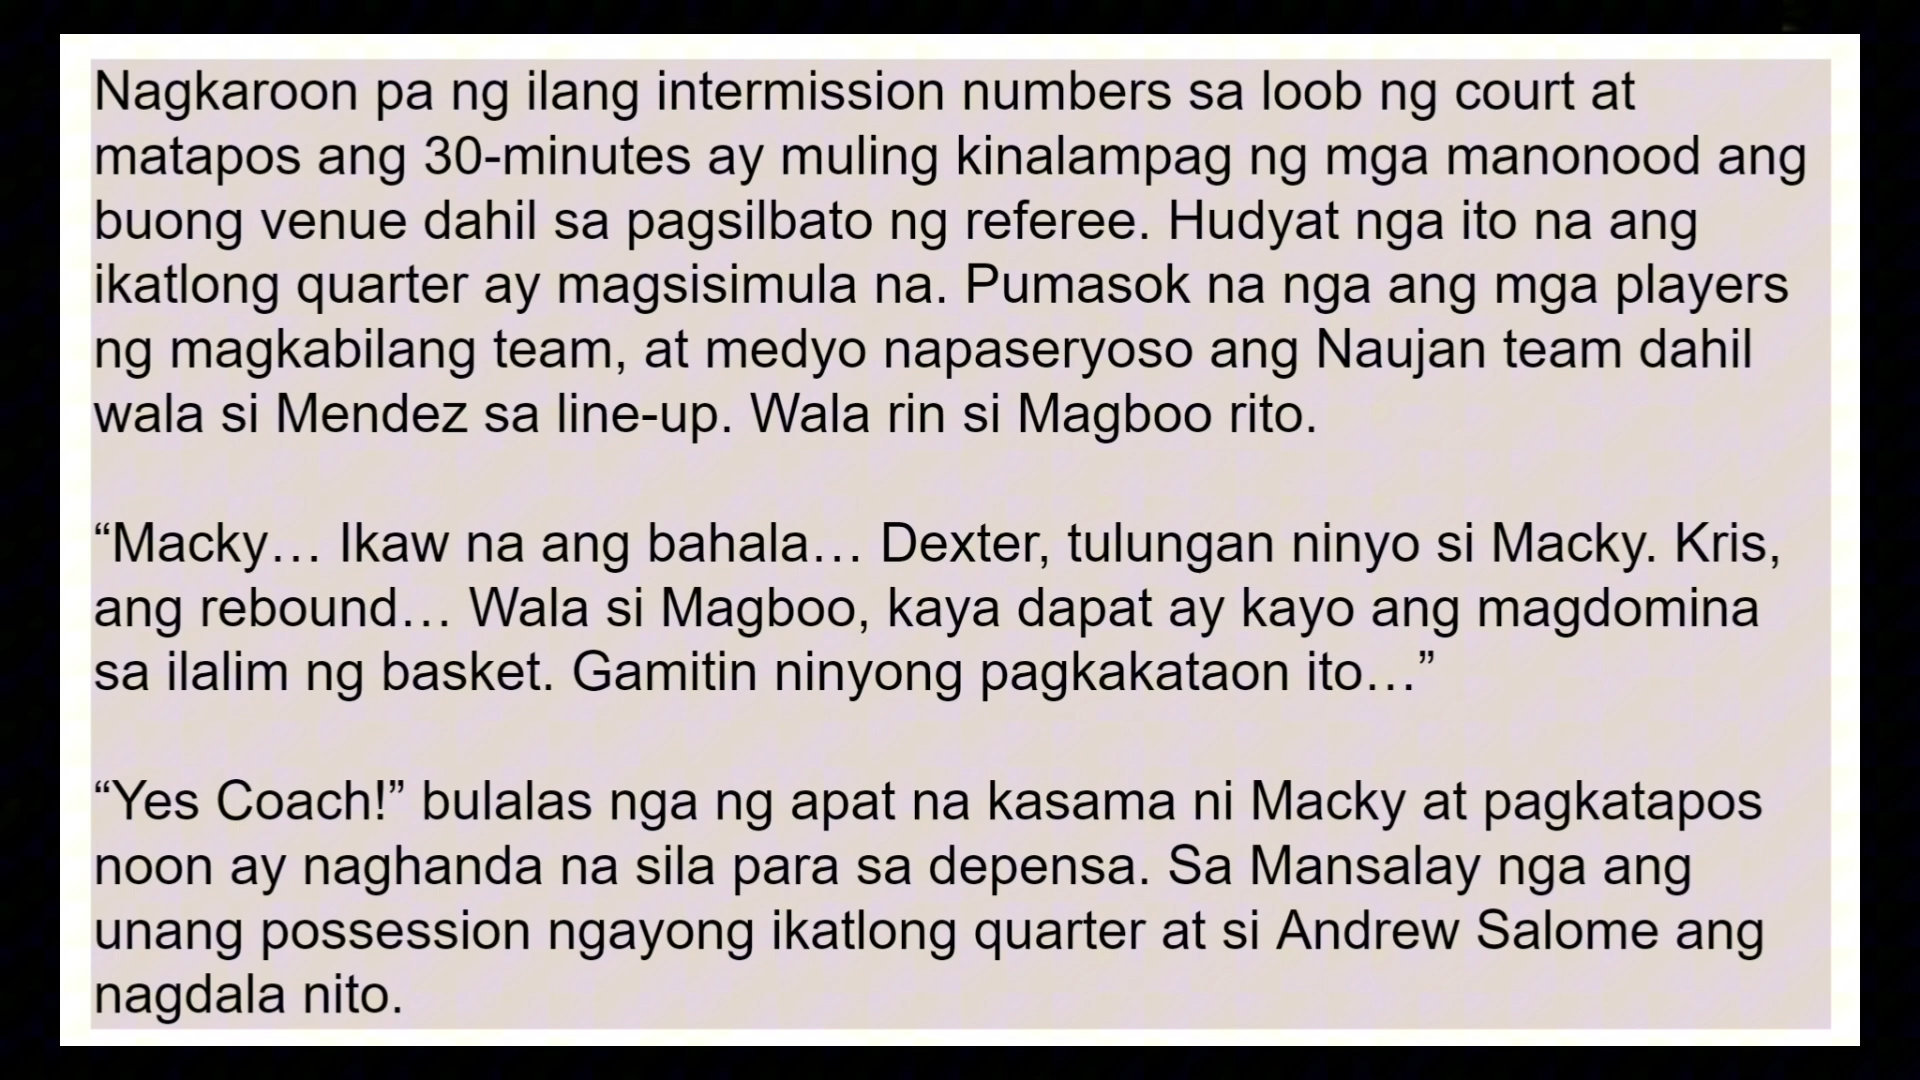 Nagkaroon pa ng ilang intermission numbers sa loob ng court at
matapos ang 30-minutes ay muling kinalampag ng mga manonood ang
buong venue dahil sa pagsilbato ng referee. Hudyat nga ito na ang
ikatlong quarter ay magsisimula na. Pumasok na nga ang mga players
ng magkabilang team, at medyo napaseryoso ang Naujan team dahil
wala si Mendez sa line-up. Wala rin si Magboo rito.
“Macky… Ikaw na ang bahala… Dexter, tulungan ninyo si Macky. Kris,
ang rebound… Wala si Magboo, kaya dapat ay kayo ang magdomina
sa ilalim ng basket. Gamitin ninyong pagkakataon ito…”
“Yes Coach!” bulalas nga ng apat na kasama ni Macky at pagkatapos
noon ay naghanda na sila para sa depensa. Sa Mansalay nga ang
unang possession ngayong ikatlong quarter at si Andrew Salome ang
nagdala nito.